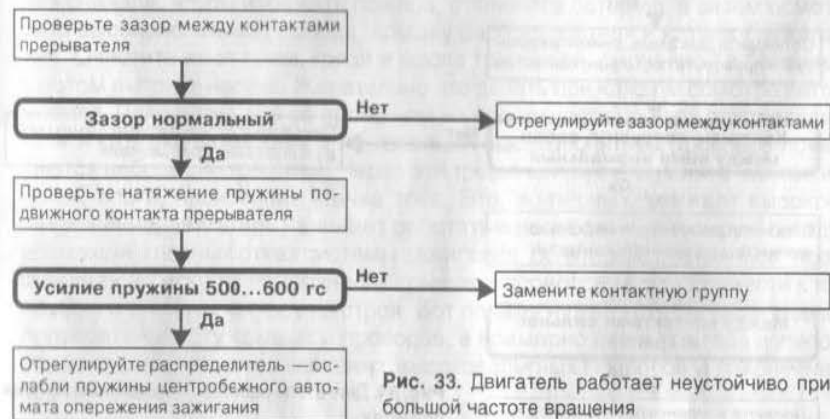 Проверьте зазор между контактами
прерывателя
Зазор нормальный
Нет
Отрегулируйте зазор между контактами
Да
Проверьте натяжение пружины по-
движного контакта прерывателя
Усилие пружины 500...600 гс
Нет
Замените контактную группу
Да
Отрегулируйте распределитель — ос-
лабли пружины центробежного авто-
мата опережения зажигания
Рис. 33. Двигатель работает неустойчиво при
большой частоте вращения